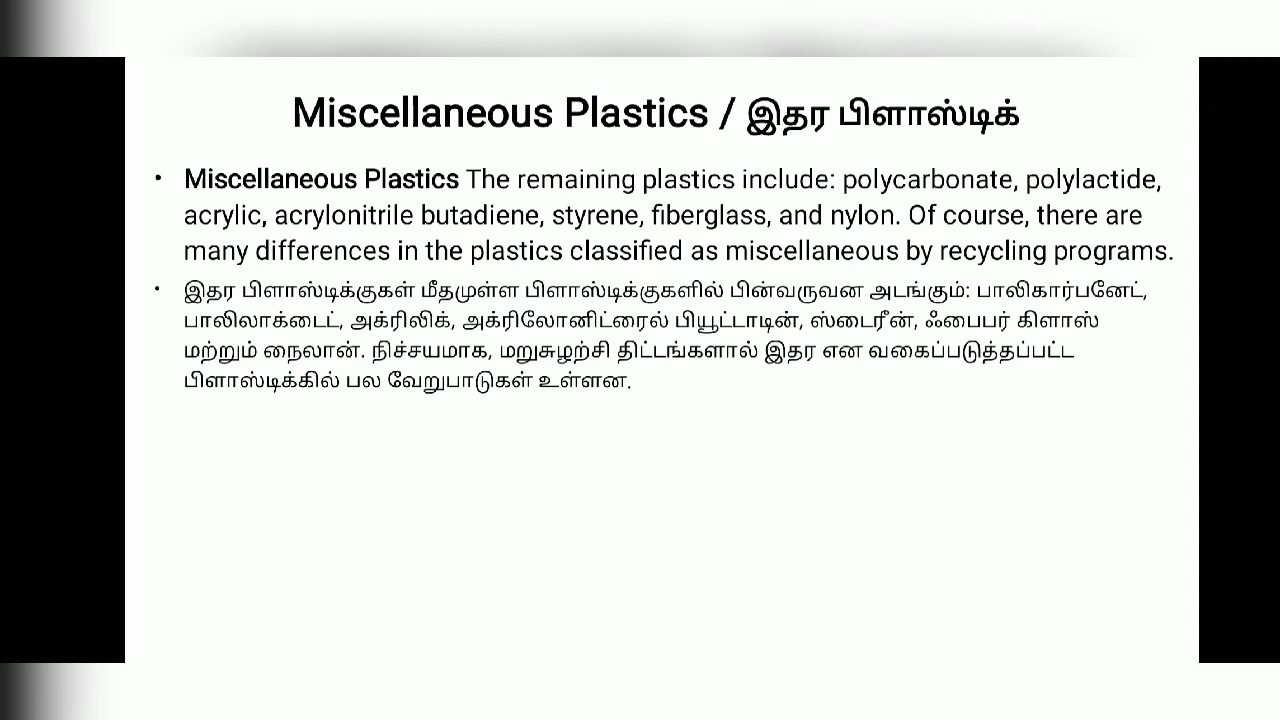 Miscellaneous Plastics / இதர பிளாஸ்டிக்
• Miscellaneous Plastics The remaining plastics include: polycarbonate, polylactide,
acrylic, acrylonitrile butadiene, styrene, fiberglass, and nylon. Of course, there are
many differences in the plastics classified as miscellaneous by recycling programs.
• இதர பிளாஸ்டிக்குகள் மீதமுள்ள பிளாஸ்டிக்குகளில் பின்வருவன அடங்கும்: பாலிகார்பனேட்,
பாலிலாக்டைட், அக்ரிலிக், அக்ரிலோனிட்ரைல் பியூட்டாடின், ஸ்டைரீன், ஃபைபர் கிளாஸ்
மற்றும் நைலான். நிச்சயமாக, மறுசுழற்சி திட்டங்களால் இதர என வகைப்படுத்தப்பட்ட
பிளாஸ்டிக்கில் பல வேறுபாடுகள் உள்ளன.